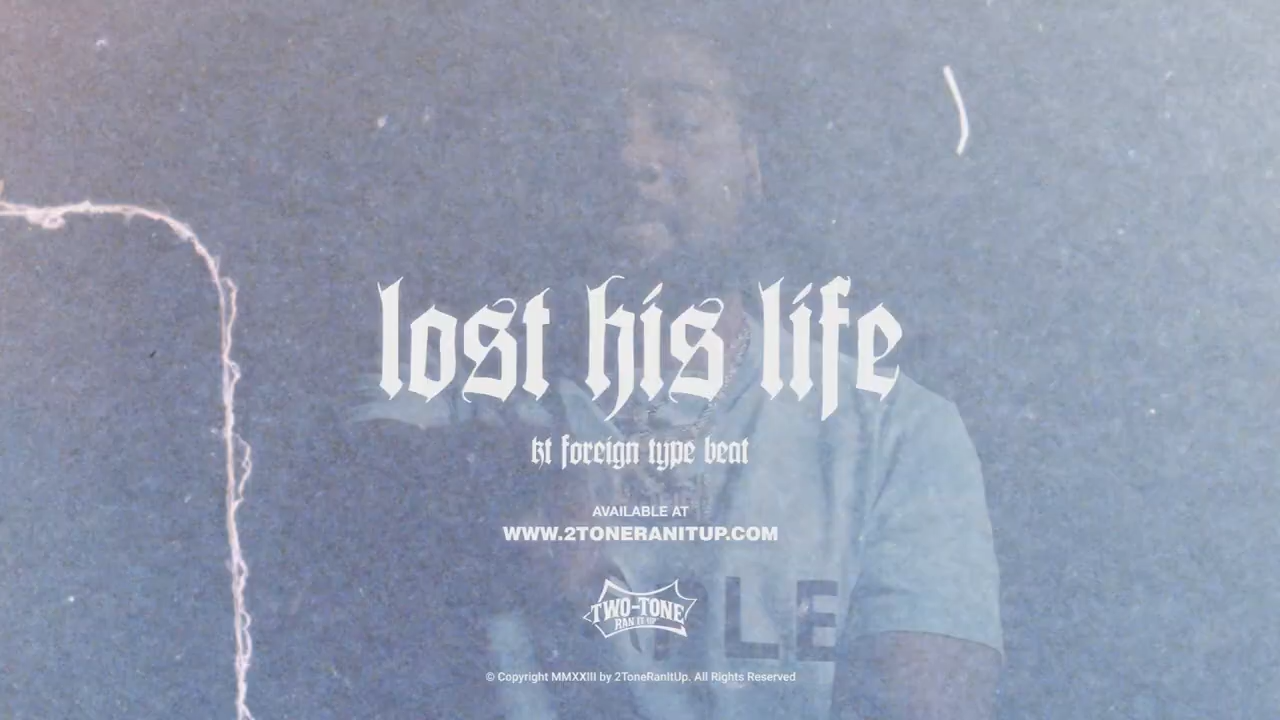 lost his life
kt foreign type beat
AVAILABLE AT
WWW.2TONERANITUP.COM
TWO-TONE
RAN IT UP
PLE
© Copyright MMXXIII by 2ToneRanItUp. All Rights Reserved